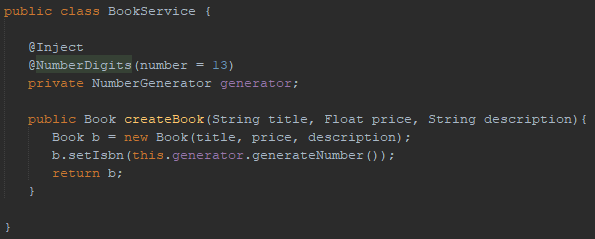 public class BookService {
@Inject
@NumberDigits(number = 13)
private NumberGenerator generator;
public Book createBook(String title, Float price, String description){
Book b = new Book(title, price, description);
b.setIsbn(this.generator.generateNumber());
return b;
}
}